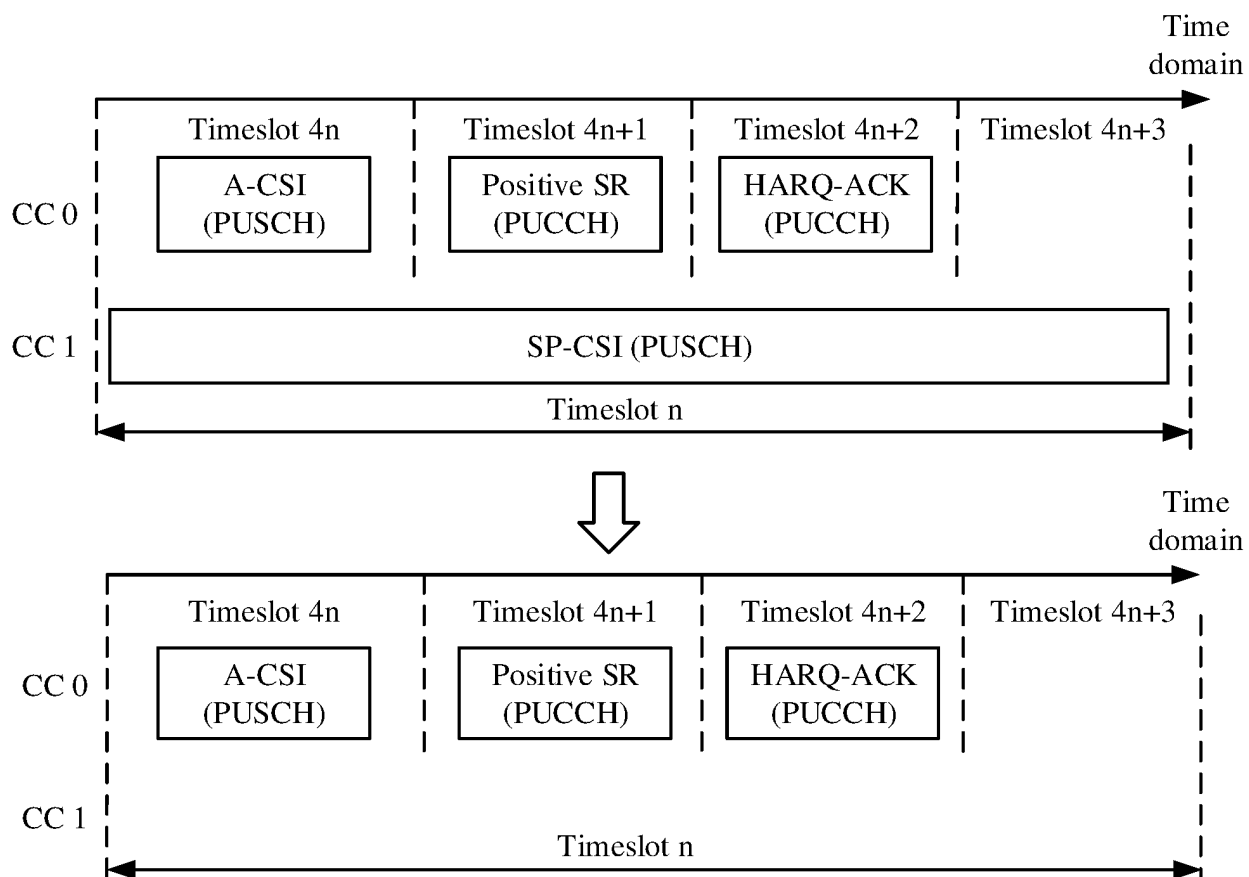 Time
domain
Timeslot 4n Timeslot 4n+1 Timeslot 4n+2 Timeslot 4n+3
CC 0
A-CSI
(PUSCH)
Positive SR
(PUCCH)
HARQ-ACK
(PUCCH)
CC 1
SP-CSI (PUSCH)
Timeslot n
Time
domain
Timeslot 4n Timeslot 4n+1 Timeslot 4n+2 Timeslot 4n+3
CC 0
A-CSI
(PUSCH)
Positive SR
(PUCCH)
HARQ-ACK
(PUCCH)
CC 1
Timeslot n